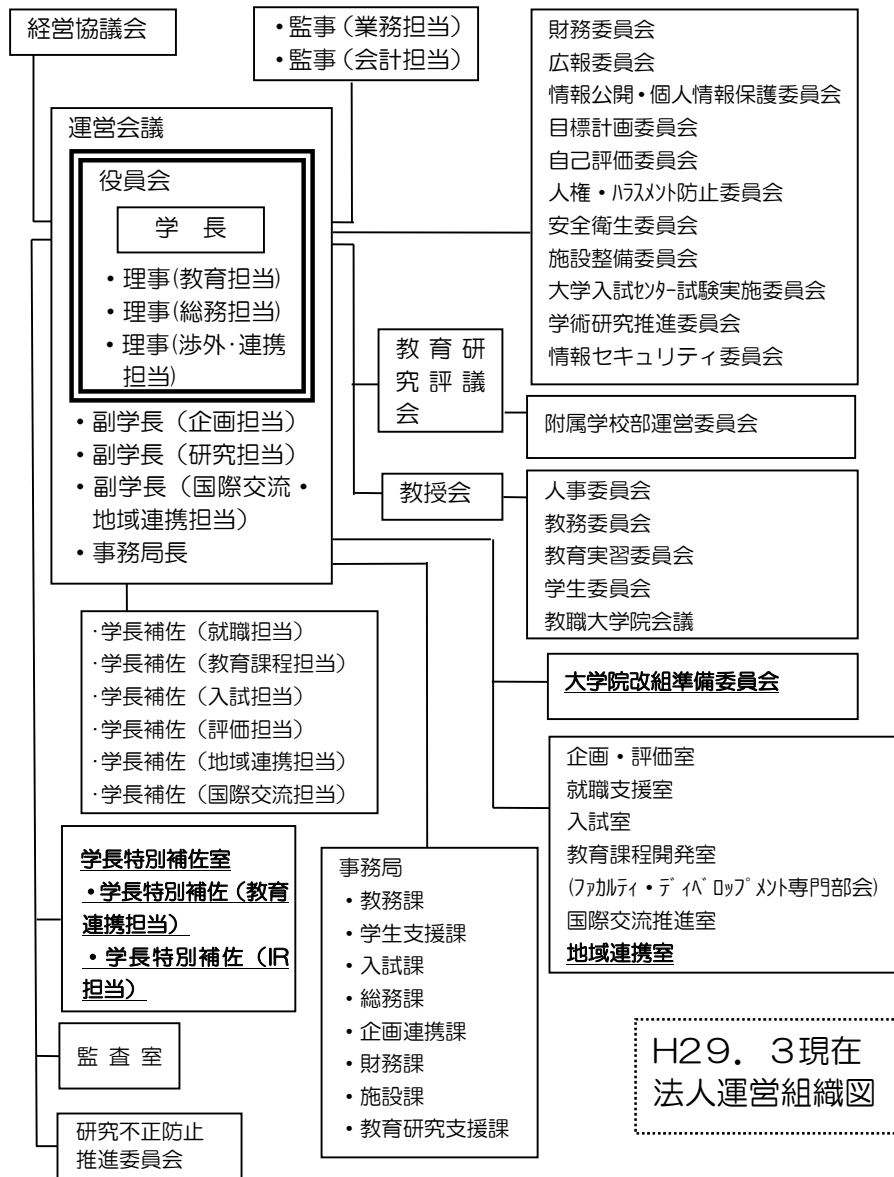 経営協議会
・監事（業務担当）
・監事（会計担当）
財務委員会
広報委員会
情報公開・個人情報保護委員会
目標計画委員会
自己評価委員会
人権・ﾊﾗｽﾒﾝﾄ防止委員会
安全衛生委員会
施設整備委員会
大学入試ｾﾝﾀｰ試験実施委員会
学術研究推進委員会
情報セキュリティ委員会
運営会議
役員会
学　長
・理事(教育担当)
・理事(総務担当)
・理事(渉外・連携
担当)
・副学長（企画担当）
・副学長（研究担当）
・副学長（国際交流・
地域連携担当）
・事務局長
教育研
究評議
会
附属学校部運営委員会
教授会
人事委員会
教務委員会
教育実習委員会
学生委員会
教職大学院会議
・学長補佐（就職担当）
・学長補佐（教育課程担当）
・学長補佐（入試担当）
・学長補佐（評価担当）
・学長補佐（地域連携担当）
・学長補佐（国際交流担当）
大学院改組準備委員会
企画・評価室
就職支援室
入試室
教育課程開発室
(ﾌｧｶﾙﾃｨ・ﾃﾞｨﾍﾞﾛｯﾌﾟﾒﾝﾄ専門部会)
国際交流推進室
地域連携室
学長特別補佐室
・学長特別補佐（教育
連携担当）
・学長特別補佐（IR
担当）
事務局
・教務課
・学生支援課
・入試課
・総務課
・企画連携課
・財務課
・施設課
・教育研究支援課
監査室
研究不正防止
推進委員会
H29．3現在
法人運営組織図